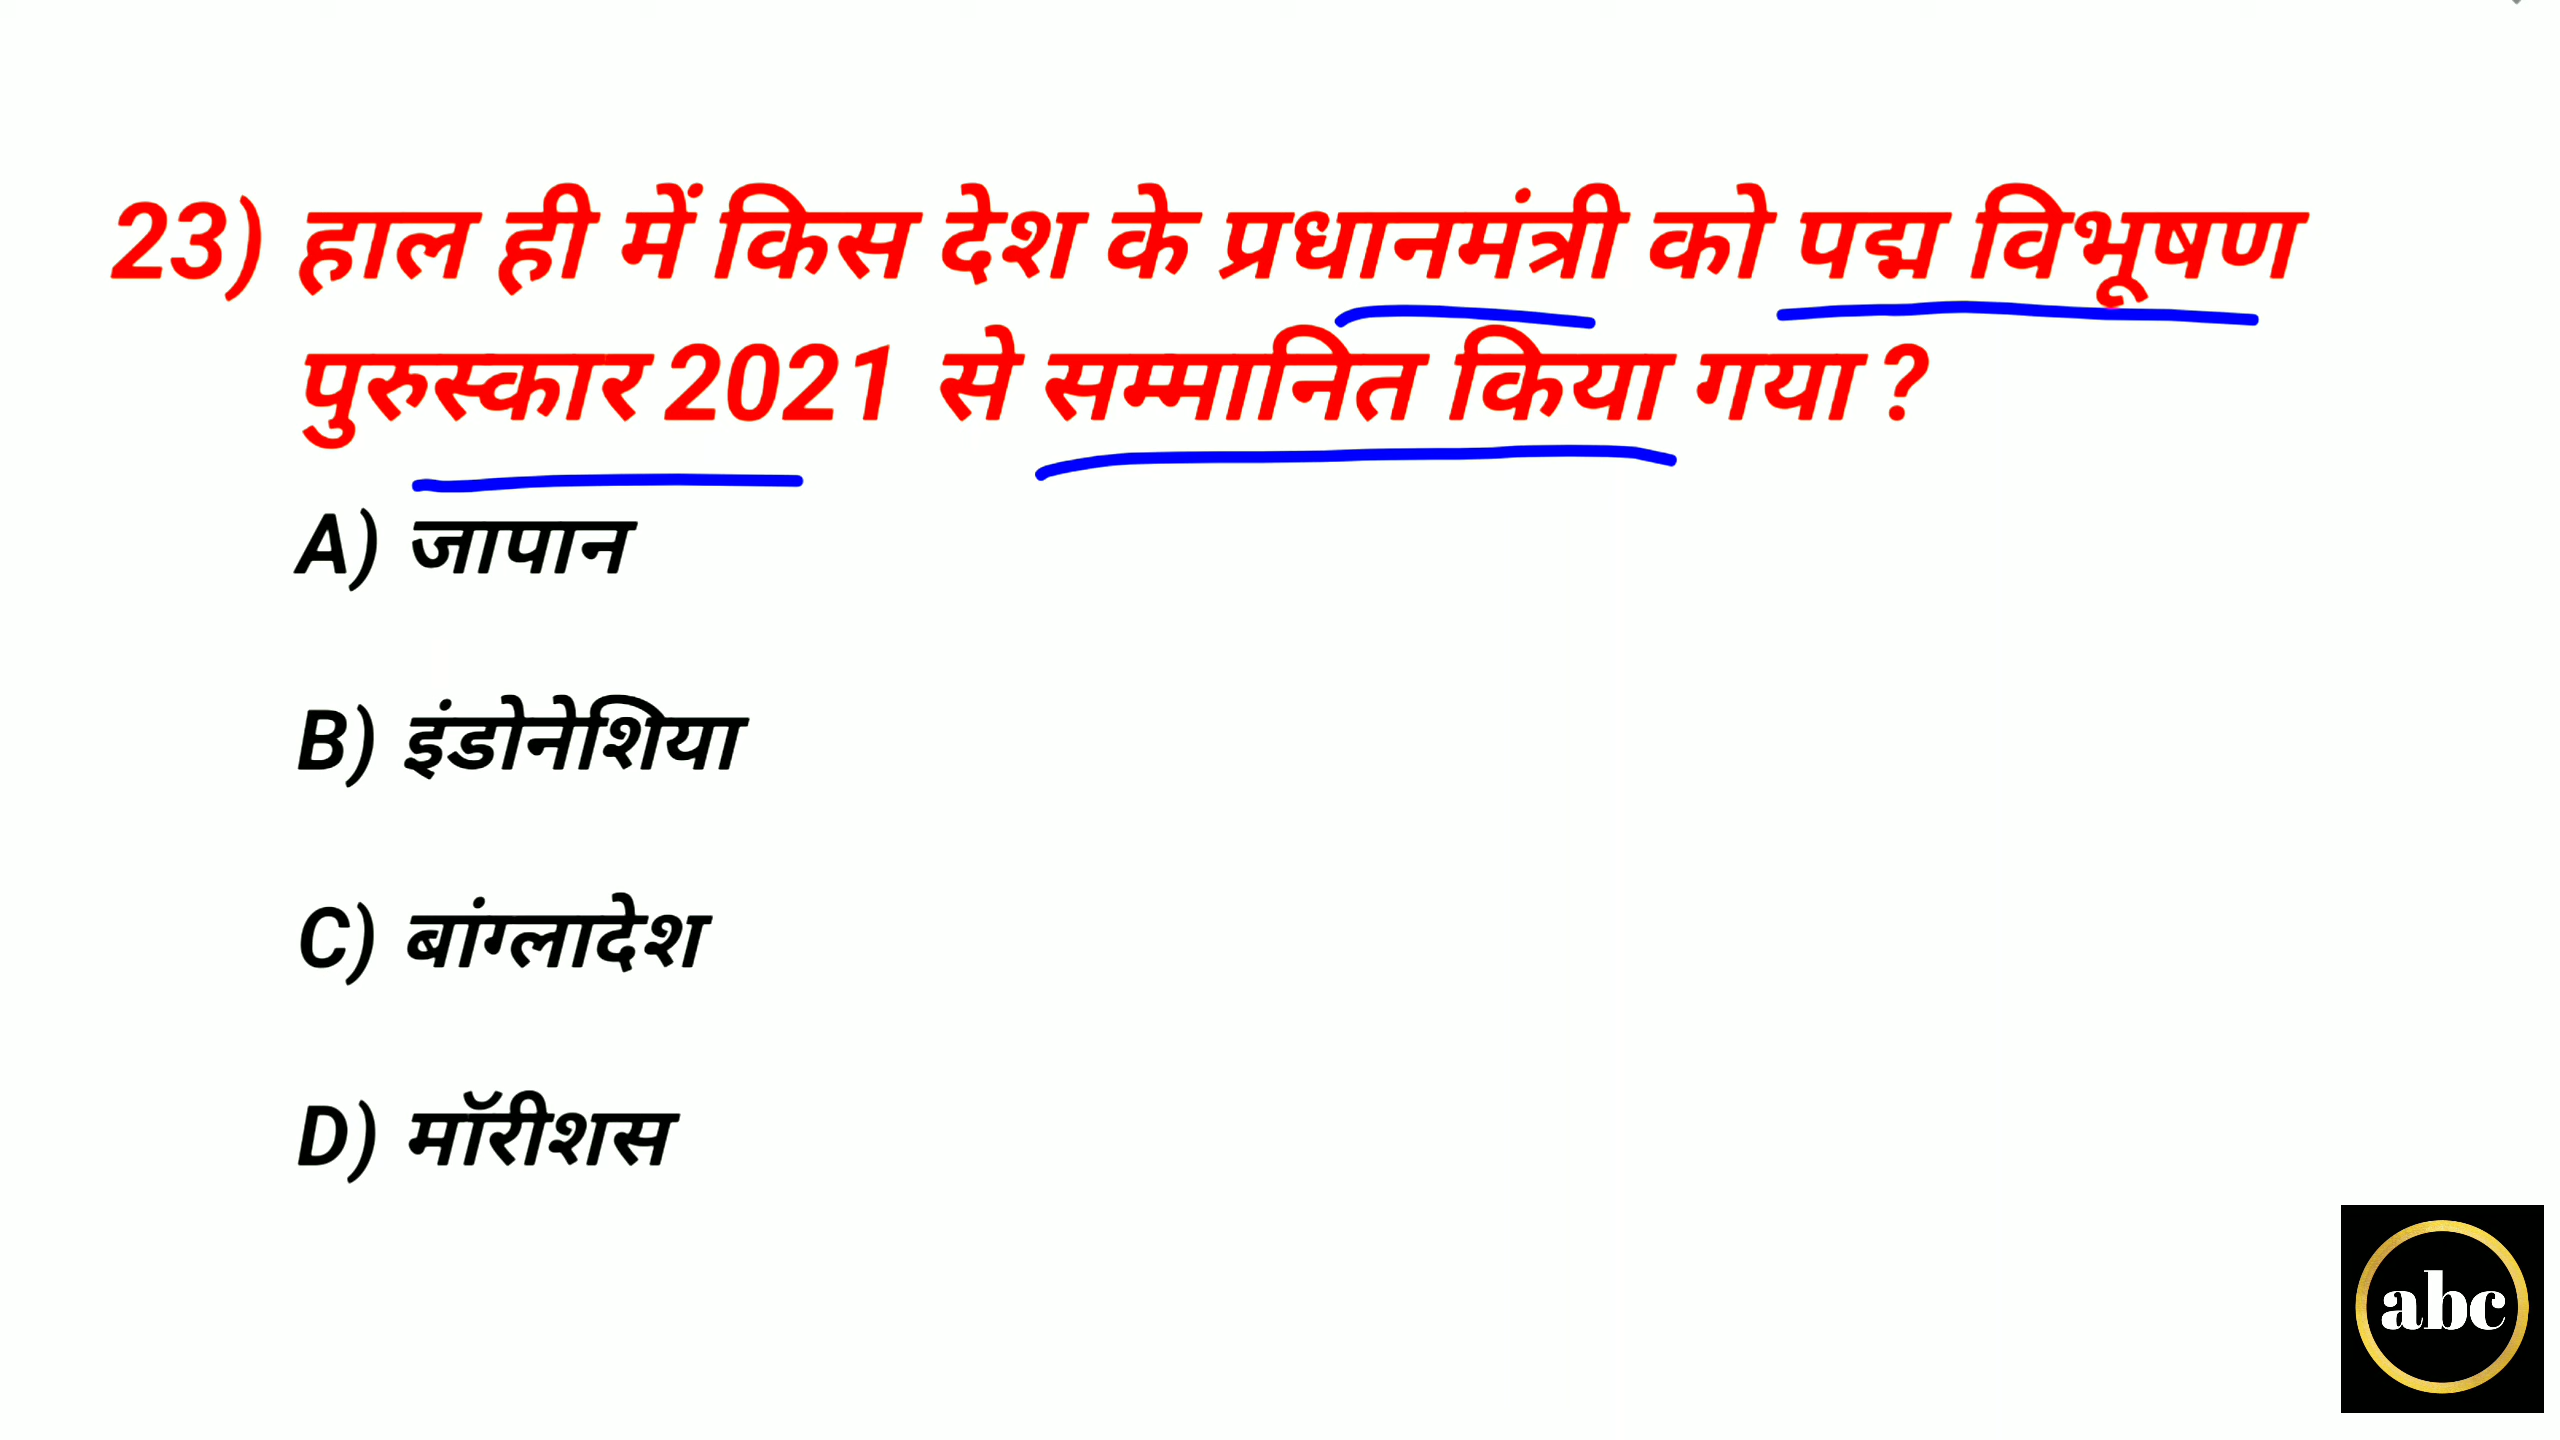 23) हाल ही में किस देश के प्रधानमंत्री को पद्म विभूषण
पुरुस्कार 2021 से सम्मानित किया गया ?
A) जापान
B) इंडोनेशिया
C) बांग्लादेश
D) मॉरीशस
abc